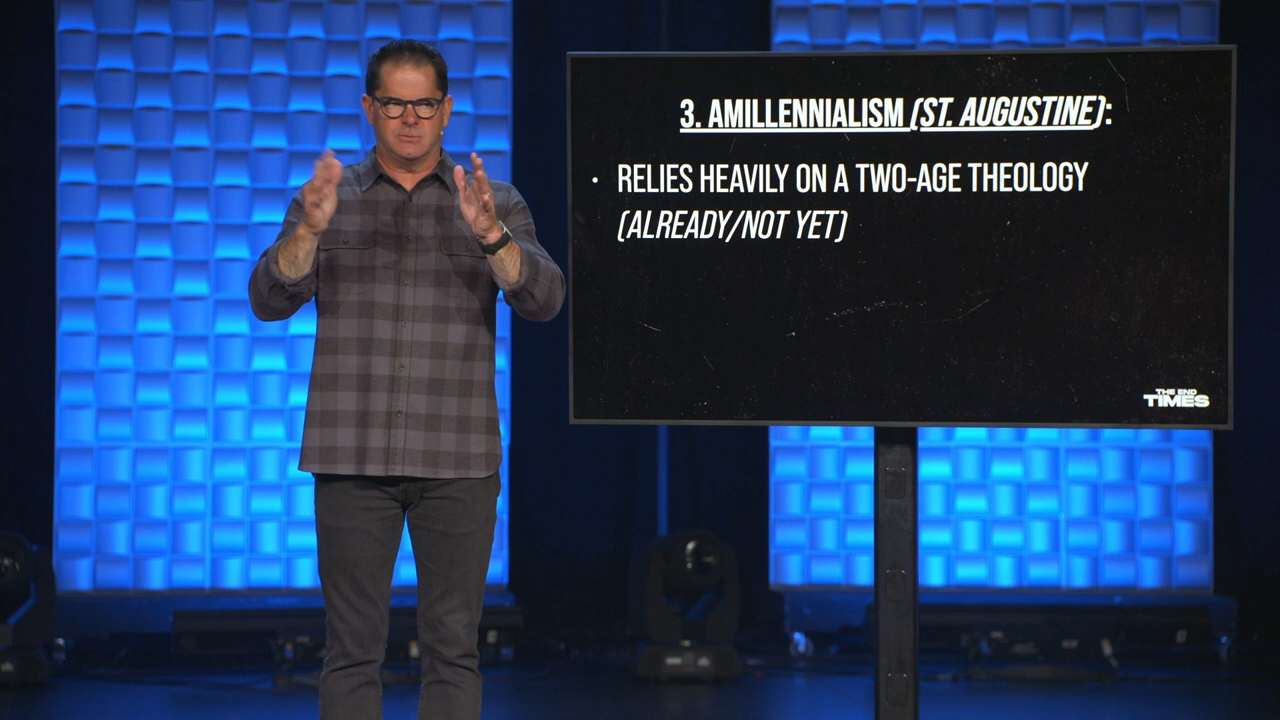 3. AMILLENNIALISM (ST. AUGUSTINE):
• RELIES HEAVILY ON A TWO-AGE THEOLOGY
(ALREADY/NOT YET)
THE END
TIMES